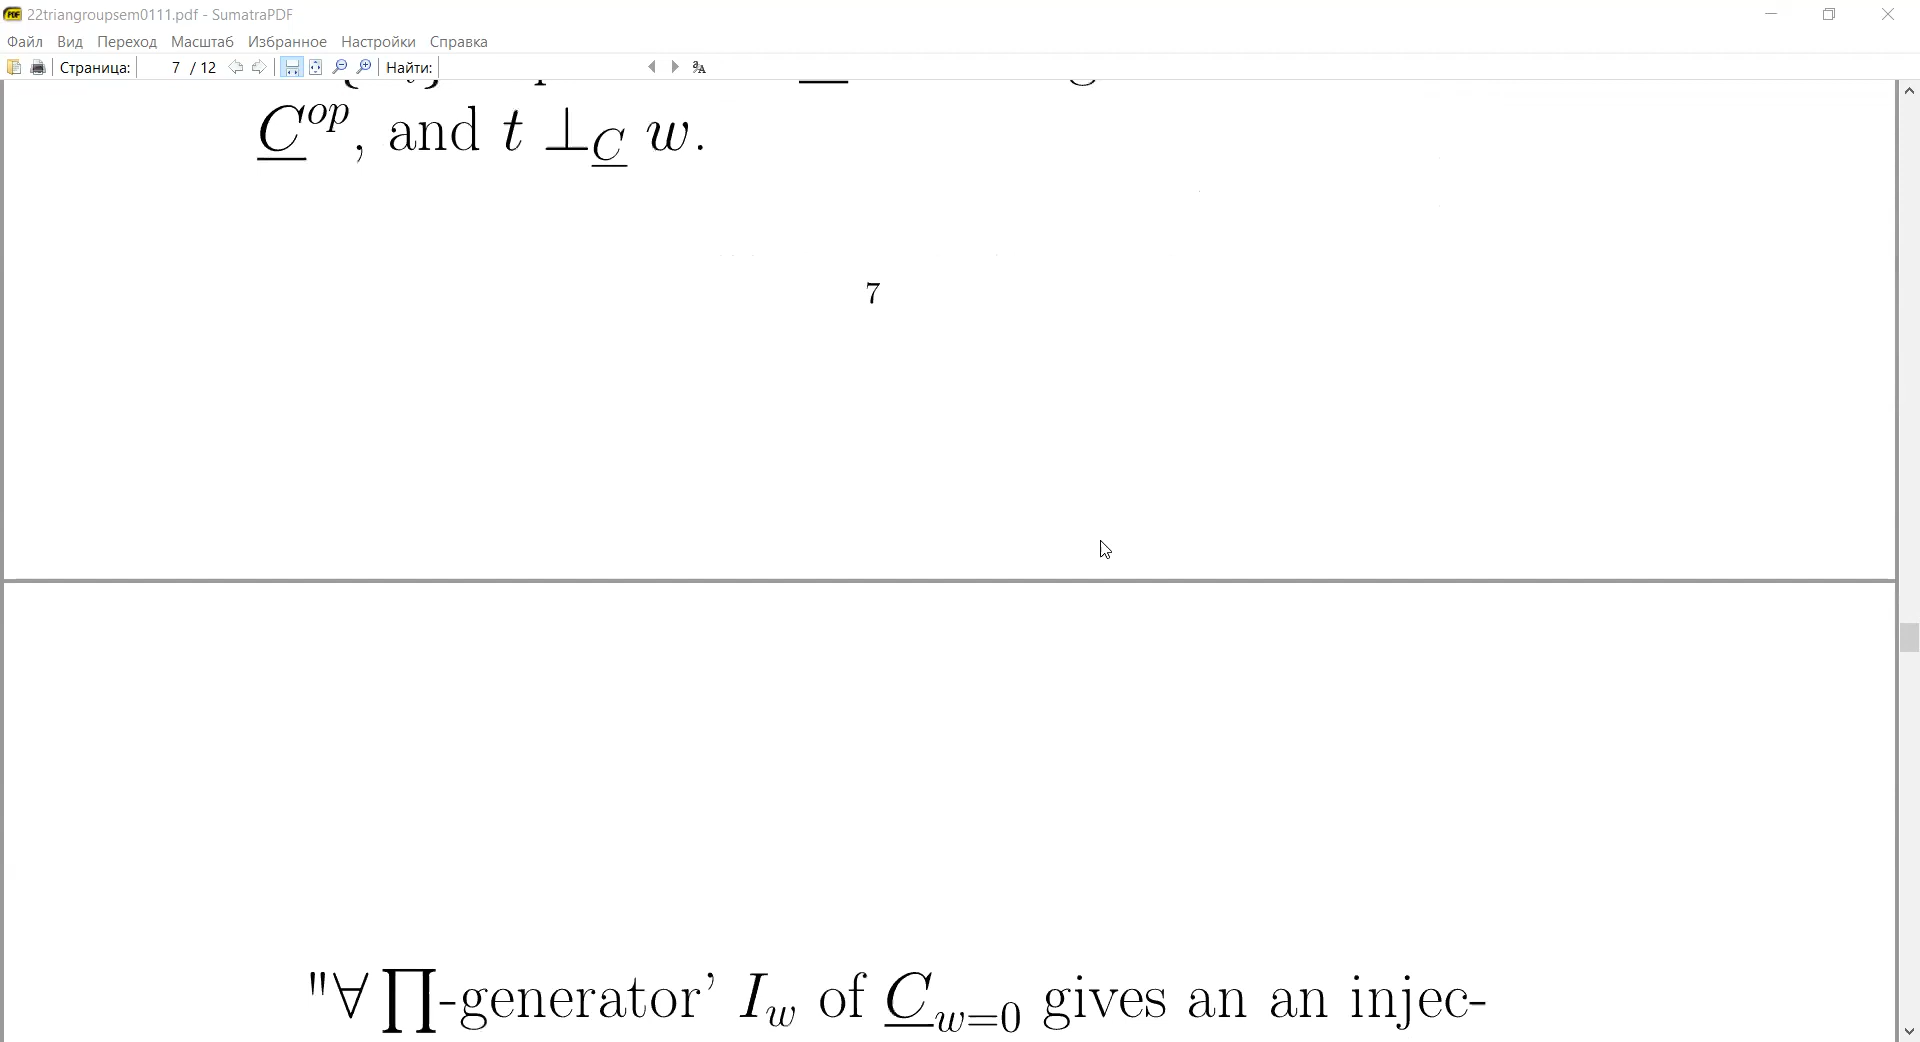 22triangroupsem0111.pdf - SumatraPDF
Файл Вид Переход Масштаб Избранное Настройки Справка
Страница: 7 / 12 Найти:
C^{op}, and t ⊥_C w.
7
"∀ ∏-generator' I_w of C_{w=0} gives an an injec-